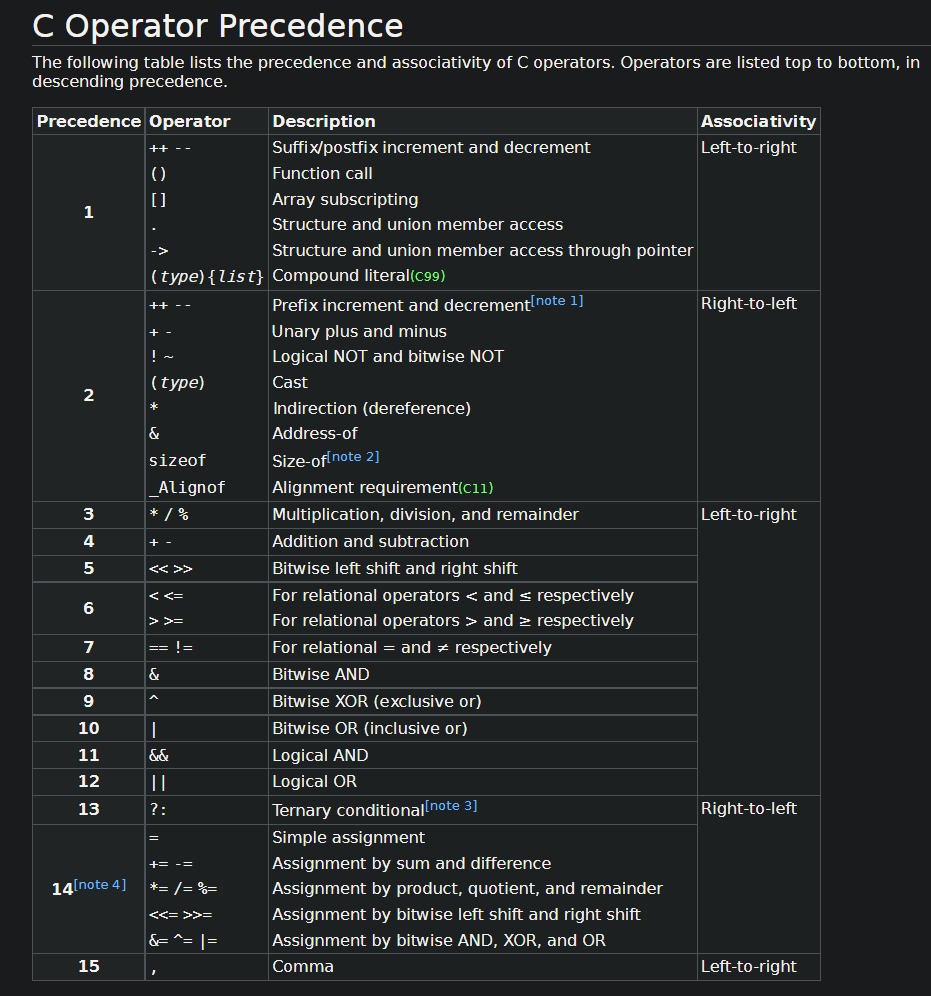 C Operator Precedence
The following table lists the precedence and associativity of C operators. Operators are listed top to bottom, in
descending precedence.
Precedence Operator Description Associativity
1 ++ -- Suffix/postfix increment and decrement Left-to-right
() Function call
[] Array subscripting
. Structure and union member access
-> Structure and union member access through pointer
(type){list} Compound literal(C99)
2 ++ -- Prefix increment and decrement[note 1] Right-to-left
+ - Unary plus and minus
! ~ Logical NOT and bitwise NOT
(type) Cast
* Indirection (dereference)
& Address-of
sizeof Size-of[note 2]
_Alignof Alignment requirement(C11)
3 * / % Multiplication, division, and remainder Left-to-right
4 + - Addition and subtraction
5 << >> Bitwise left shift and right shift
6 < <= For relational operators < and ≤ respectively
> >= For relational operators > and ≥ respectively
7 == != For relational = and ≠ respectively
8 & Bitwise AND
9 ^ Bitwise XOR (exclusive or)
10 | Bitwise OR (inclusive or)
11 && Logical AND
12 || Logical OR
13 ?: Ternary conditional[note 3] Right-to-left
14[note 4] = Simple assignment
+= -= Assignment by sum and difference
*= /= %= Assignment by product, quotient, and remainder
<<= >>= Assignment by bitwise left shift and right shift
&= ^= |= Assignment by bitwise AND, XOR, and OR
15 , Comma Left-to-right